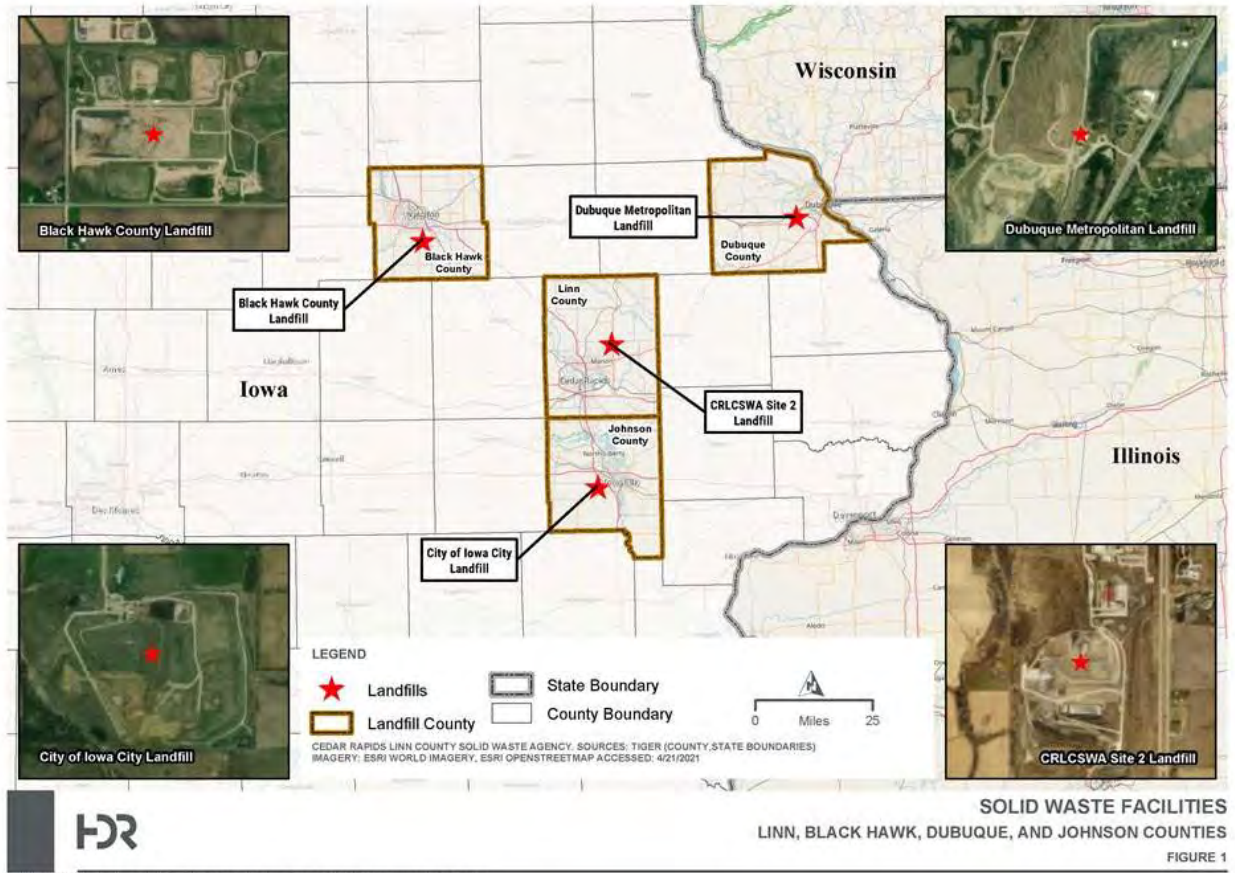 Wisconsin
Black Hawk County Landfill
Dubuque Metropolitan
Landfill
Dubuque
County
Dubuque Metropolitan Landfill
Black Hawk
County
Black Hawk County
Landfill
Linn
County
Marion
Cedar Rapids
Iowa
CRLCSWA Site 2
Landfill
Johnson
County
Illinois
Davenport
City of Iowa City
Landfill
City of Iowa City Landfill
CRLCSWA Site 2 Landfill
LEGEND
Landfills
State Boundary
Landfill County
County Boundary
0 Miles 25
CEDAR RAPIDS LINN COUNTY SOLID WASTE AGENCY. SOURCES: TIGER (COUNTY,STATE BOUNDARIES)
IMAGERY: ESRI WORLD IMAGERY, ESRI OPENSTREETMAP ACCESSED: 4/21/2021
HDR
SOLID WASTE FACILITIES
LINN, BLACK HAWK, DUBUQUE, AND JOHNSON COUNTIES
FIGURE 1